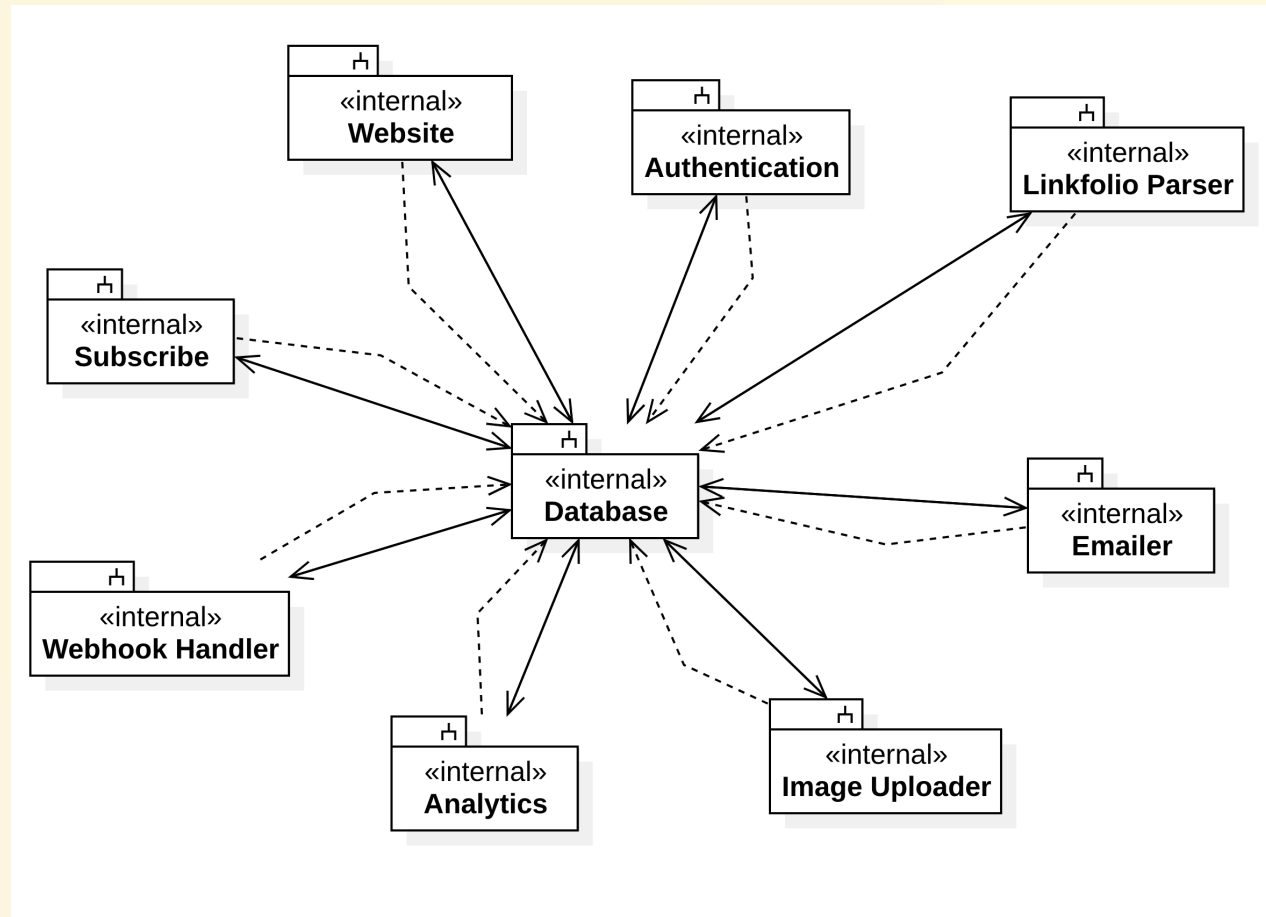 «internal»
Website
«internal»
Authentication
«internal»
Linkfolio Parser
«internal»
Subscribe
«internal»
Database
«internal»
Emailer
«internal»
Webhook Handler
«internal»
Analytics
«internal»
Image Uploader